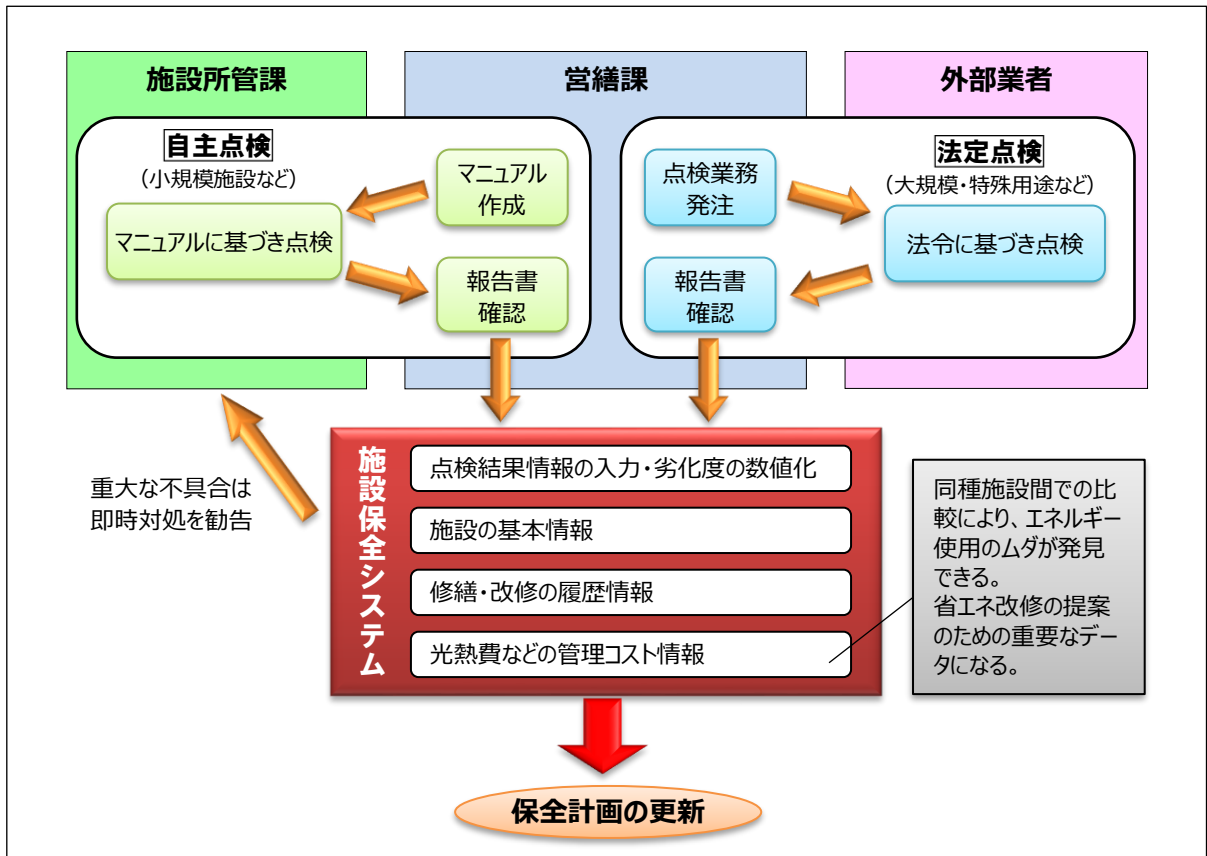 施設所管課
営繕課
外部業者
自主点検
（小規模施設など）
マニュアル
作成
マニュアルに基づき点検
報告書
確認
点検業務
発注
法定点検
（大規模・特殊用途など）
法令に基づき点検
報告書
確認
重大な不具合は
即時対処を勧告
施設保全システム
点検結果情報の入力・劣化度の数値化
施設の基本情報
修繕・改修の履歴情報
光熱費などの管理コスト情報
同種施設間での比
較により、エネルギー
使用のムダが発見
できる。
省エネ改修の提案
のための重要なデー
タになる。
保全計画の更新